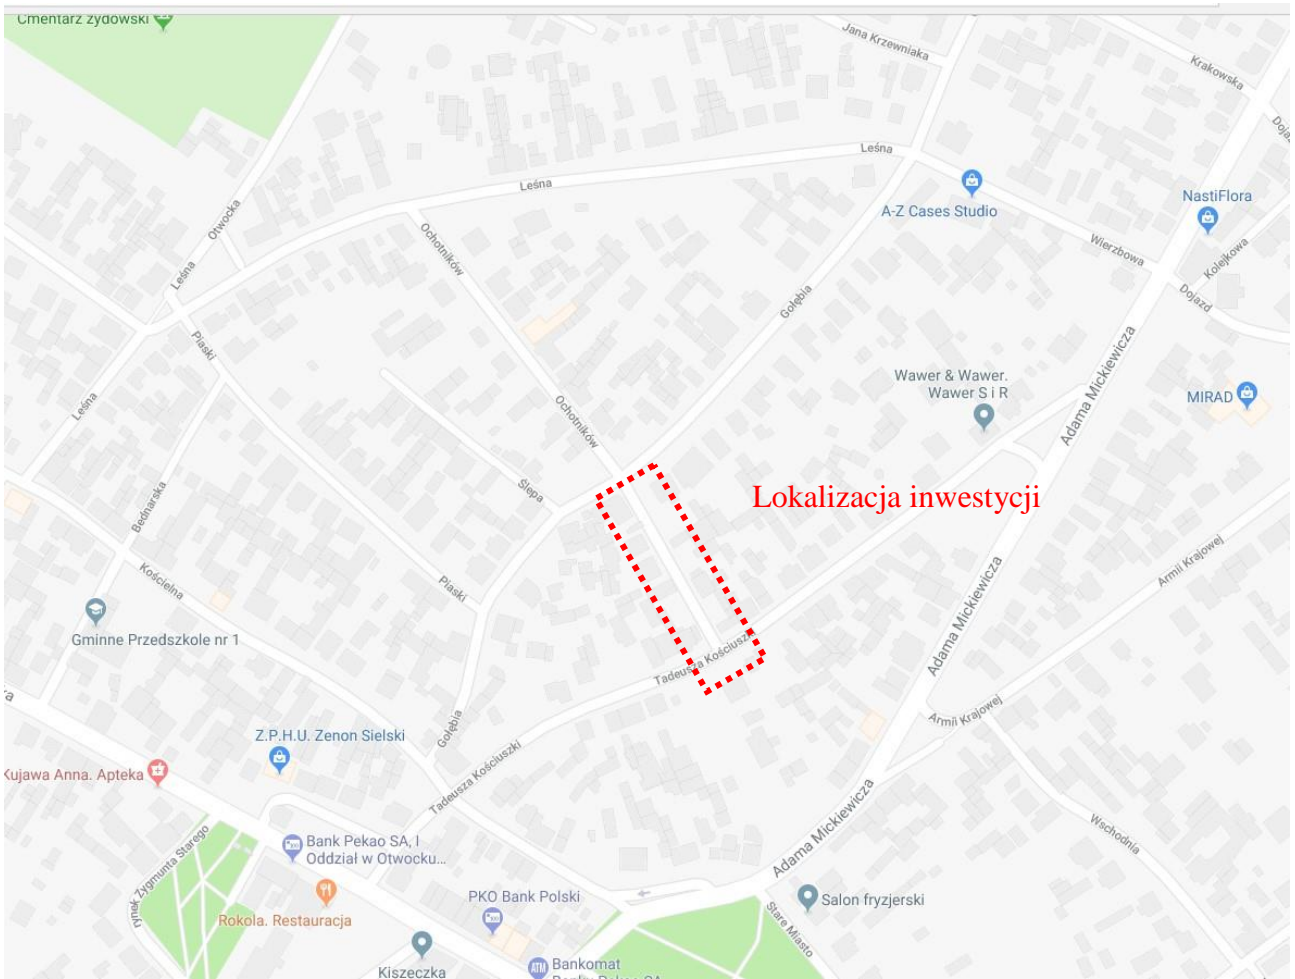 Cmentarz żydowski
Jana Krzewniaka
Krakowska
Leśna
Leśna
A-Z Cases Studio
NastiFlora
Otwocka
Ochotników
Wierzbowa
Kolejkowa
Leśna
Dojazd
Gołębia
Piaski
Adama Mickiewicza
Wawer & Wawer.
Wawer S i R
MIRAD
Leśna
Ochotników
Ślepa
Lokalizacja inwestycji
Bednarska
Armii Krajowej
Kościelna
Piaski
Gminne Przedszkole nr 1
Adama Mickiewicza
Tadeusza Kościuszki
Armii Krajowej
Gołębia
Z.P.H.U. Zenon Sielski
Kujawa Anna. Apteka
Tadeusza Kościuszki
Adama Mickiewicza
Wschodnia
rynek Zygmunta Starego
Bank Pekao SA, I
Oddział w Otwocku...
PKO Bank Polski
Salon fryzjerski
Rokola. Restauracja
Stare Miasto
Kiszeczka
ATM
Bankomat